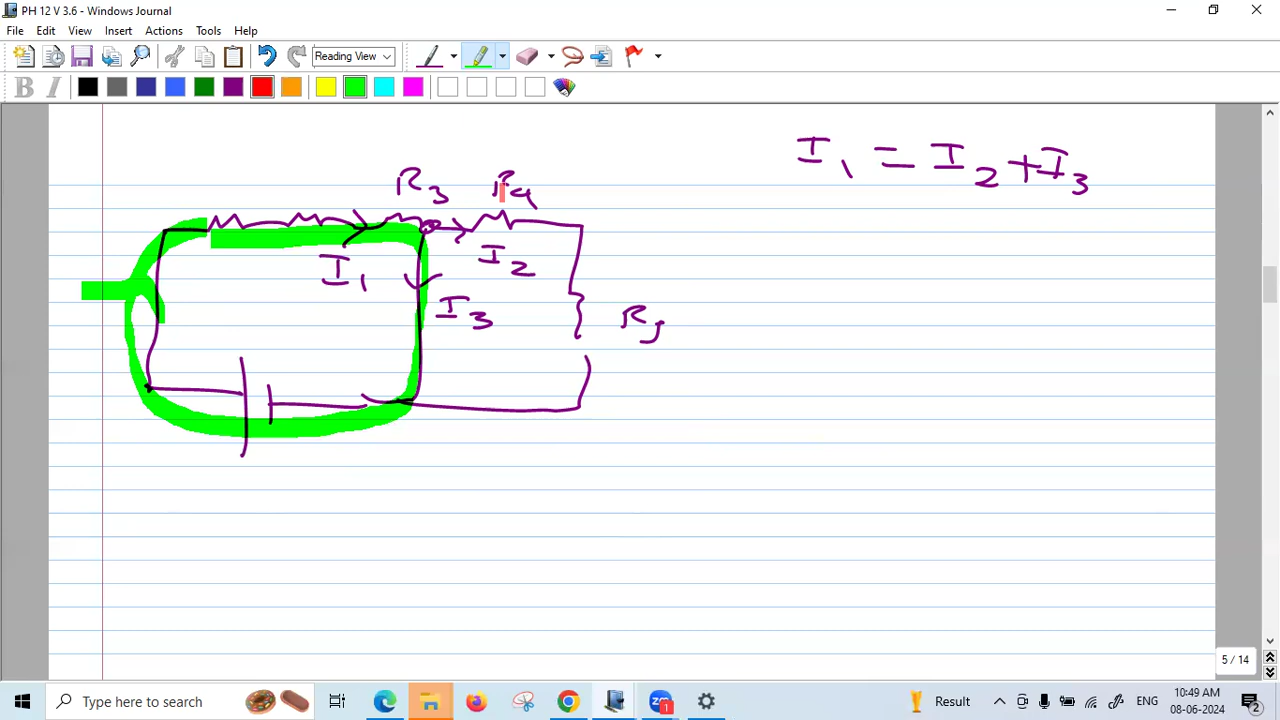 PH 12 V 3.6 - Windows Journal
File Edit View Insert Actions Tools Help
Reading View
B I
I1 = I2 + I3
R3 R4
I1 I2
I3 R5
5 / 14
Type here to search
1
Result ENG 10:49 AM
08-06-2024 2